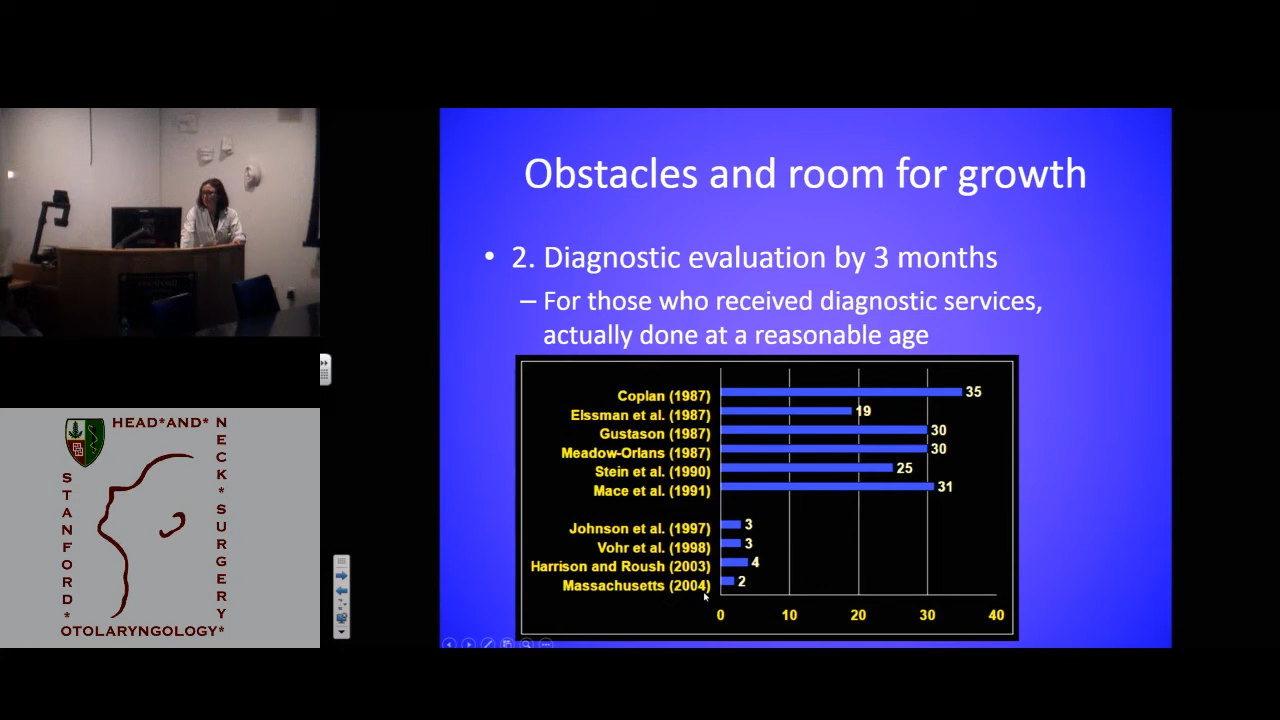 Obstacles and room for growth
• 2. Diagnostic evaluation by 3 months
– For those who received diagnostic services,
actually done at a reasonable age
Coplan (1987) 35
Elssman et al. (1987) 19
Gustason (1987) 30
Meadow-Orlans (1987) 30
Stein et al. (1990) 25
Mace et al. (1991) 31
Johnson et al. (1997) 3
Vohr et al. (1998) 3
Harrison and Roush (2003) 4
Massachusetts (2004) 2
0 10 20 30 40
HEAD*AND*
NECK*SURGERY*
STANFORD*
OTOLARYNGOLOGY*